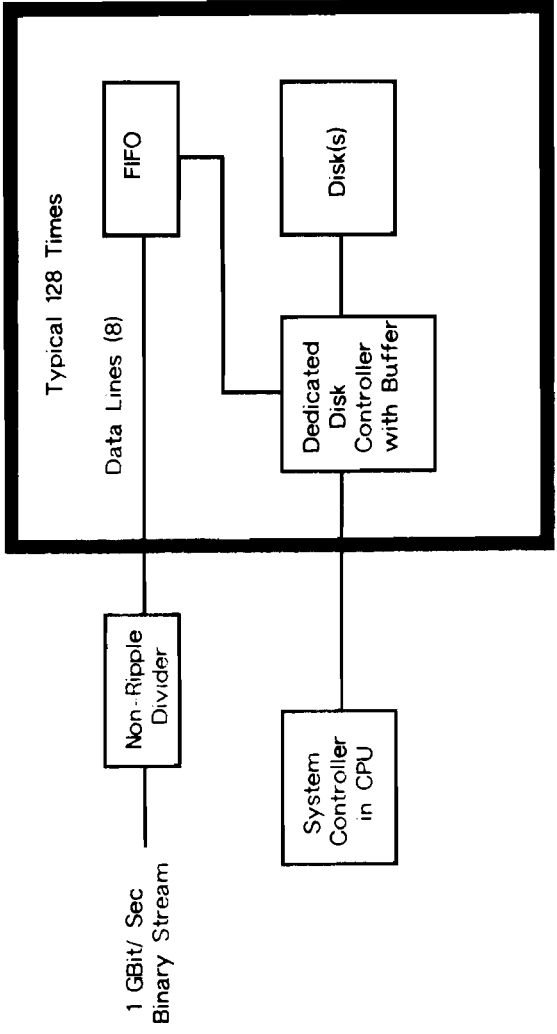 1 GBit/ Sec
Binary Stream
Non-Ripple
Divider
Data Lines (8)
Typical 128 Times
FIFO
System
Controller
in CPU
Dedicated
Disk
Controller
with Buffer
Disk(s)